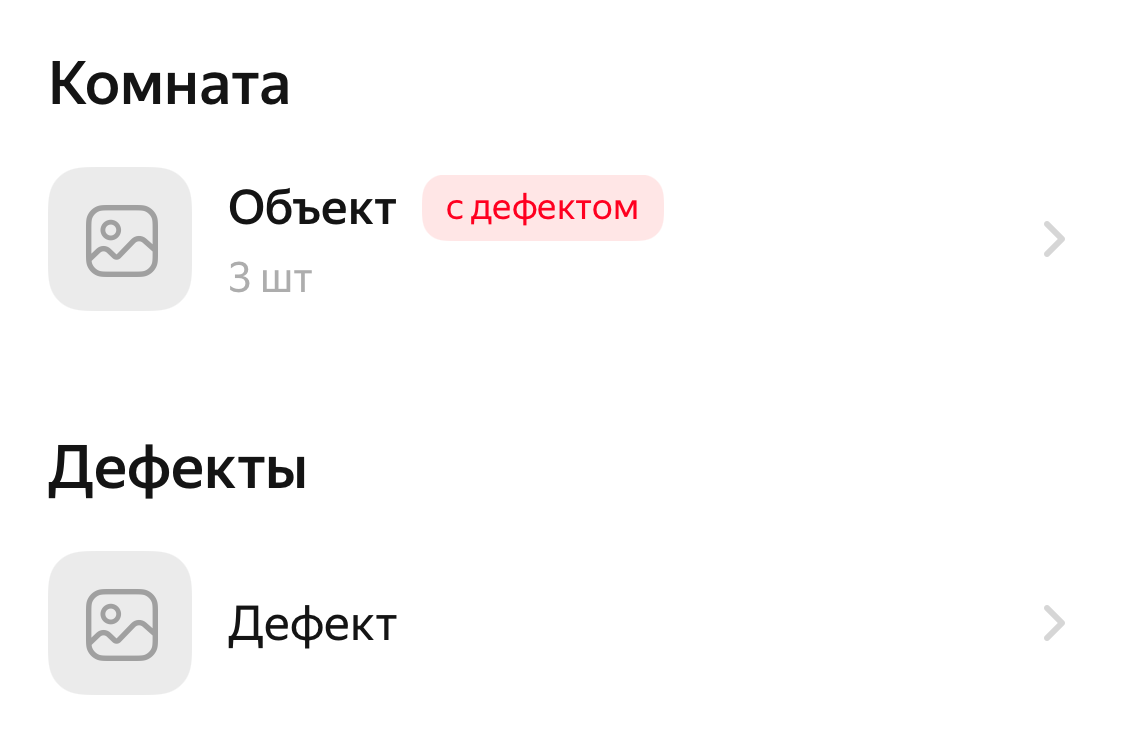 Комната
Объект с дефектом
3 шт
Дефекты
Дефект